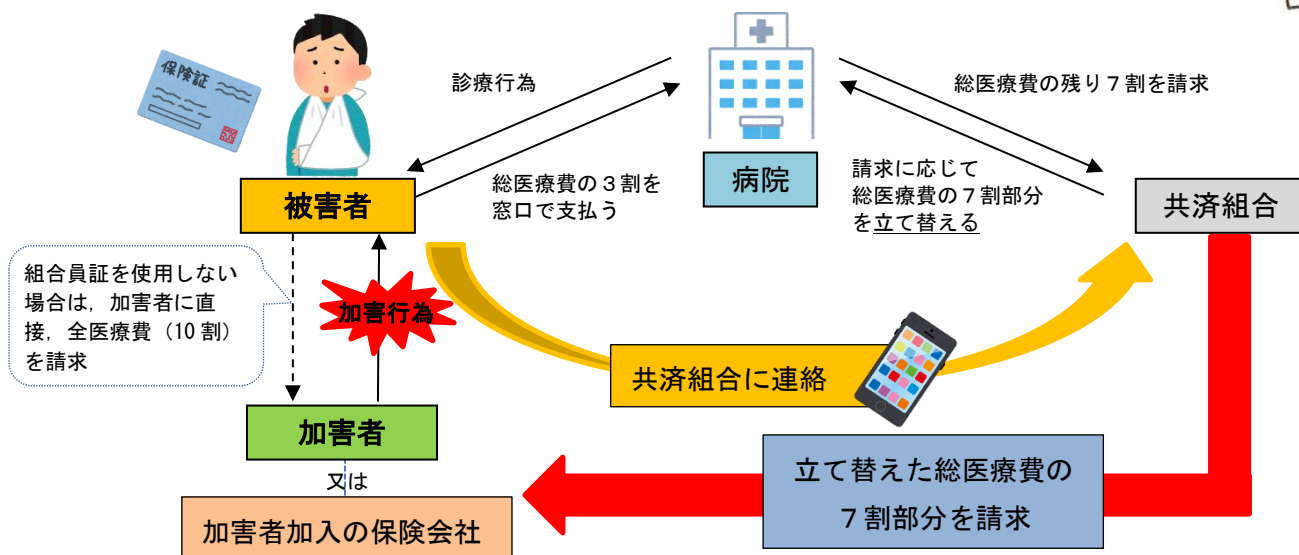 保険証
診療行為
総医療費の残り７割を請求
被害者
総医療費の３割を
窓口で支払う
病院
請求に応じて
総医療費の７割部分
を立て替える
共済組合
組合員証を使用しない
場合は，加害者に直
接，全医療費（10 割）
を請求
加害行為
共済組合に連絡
加害者
又は
加害者加入の保険会社
立て替えた総医療費の
７割部分を請求